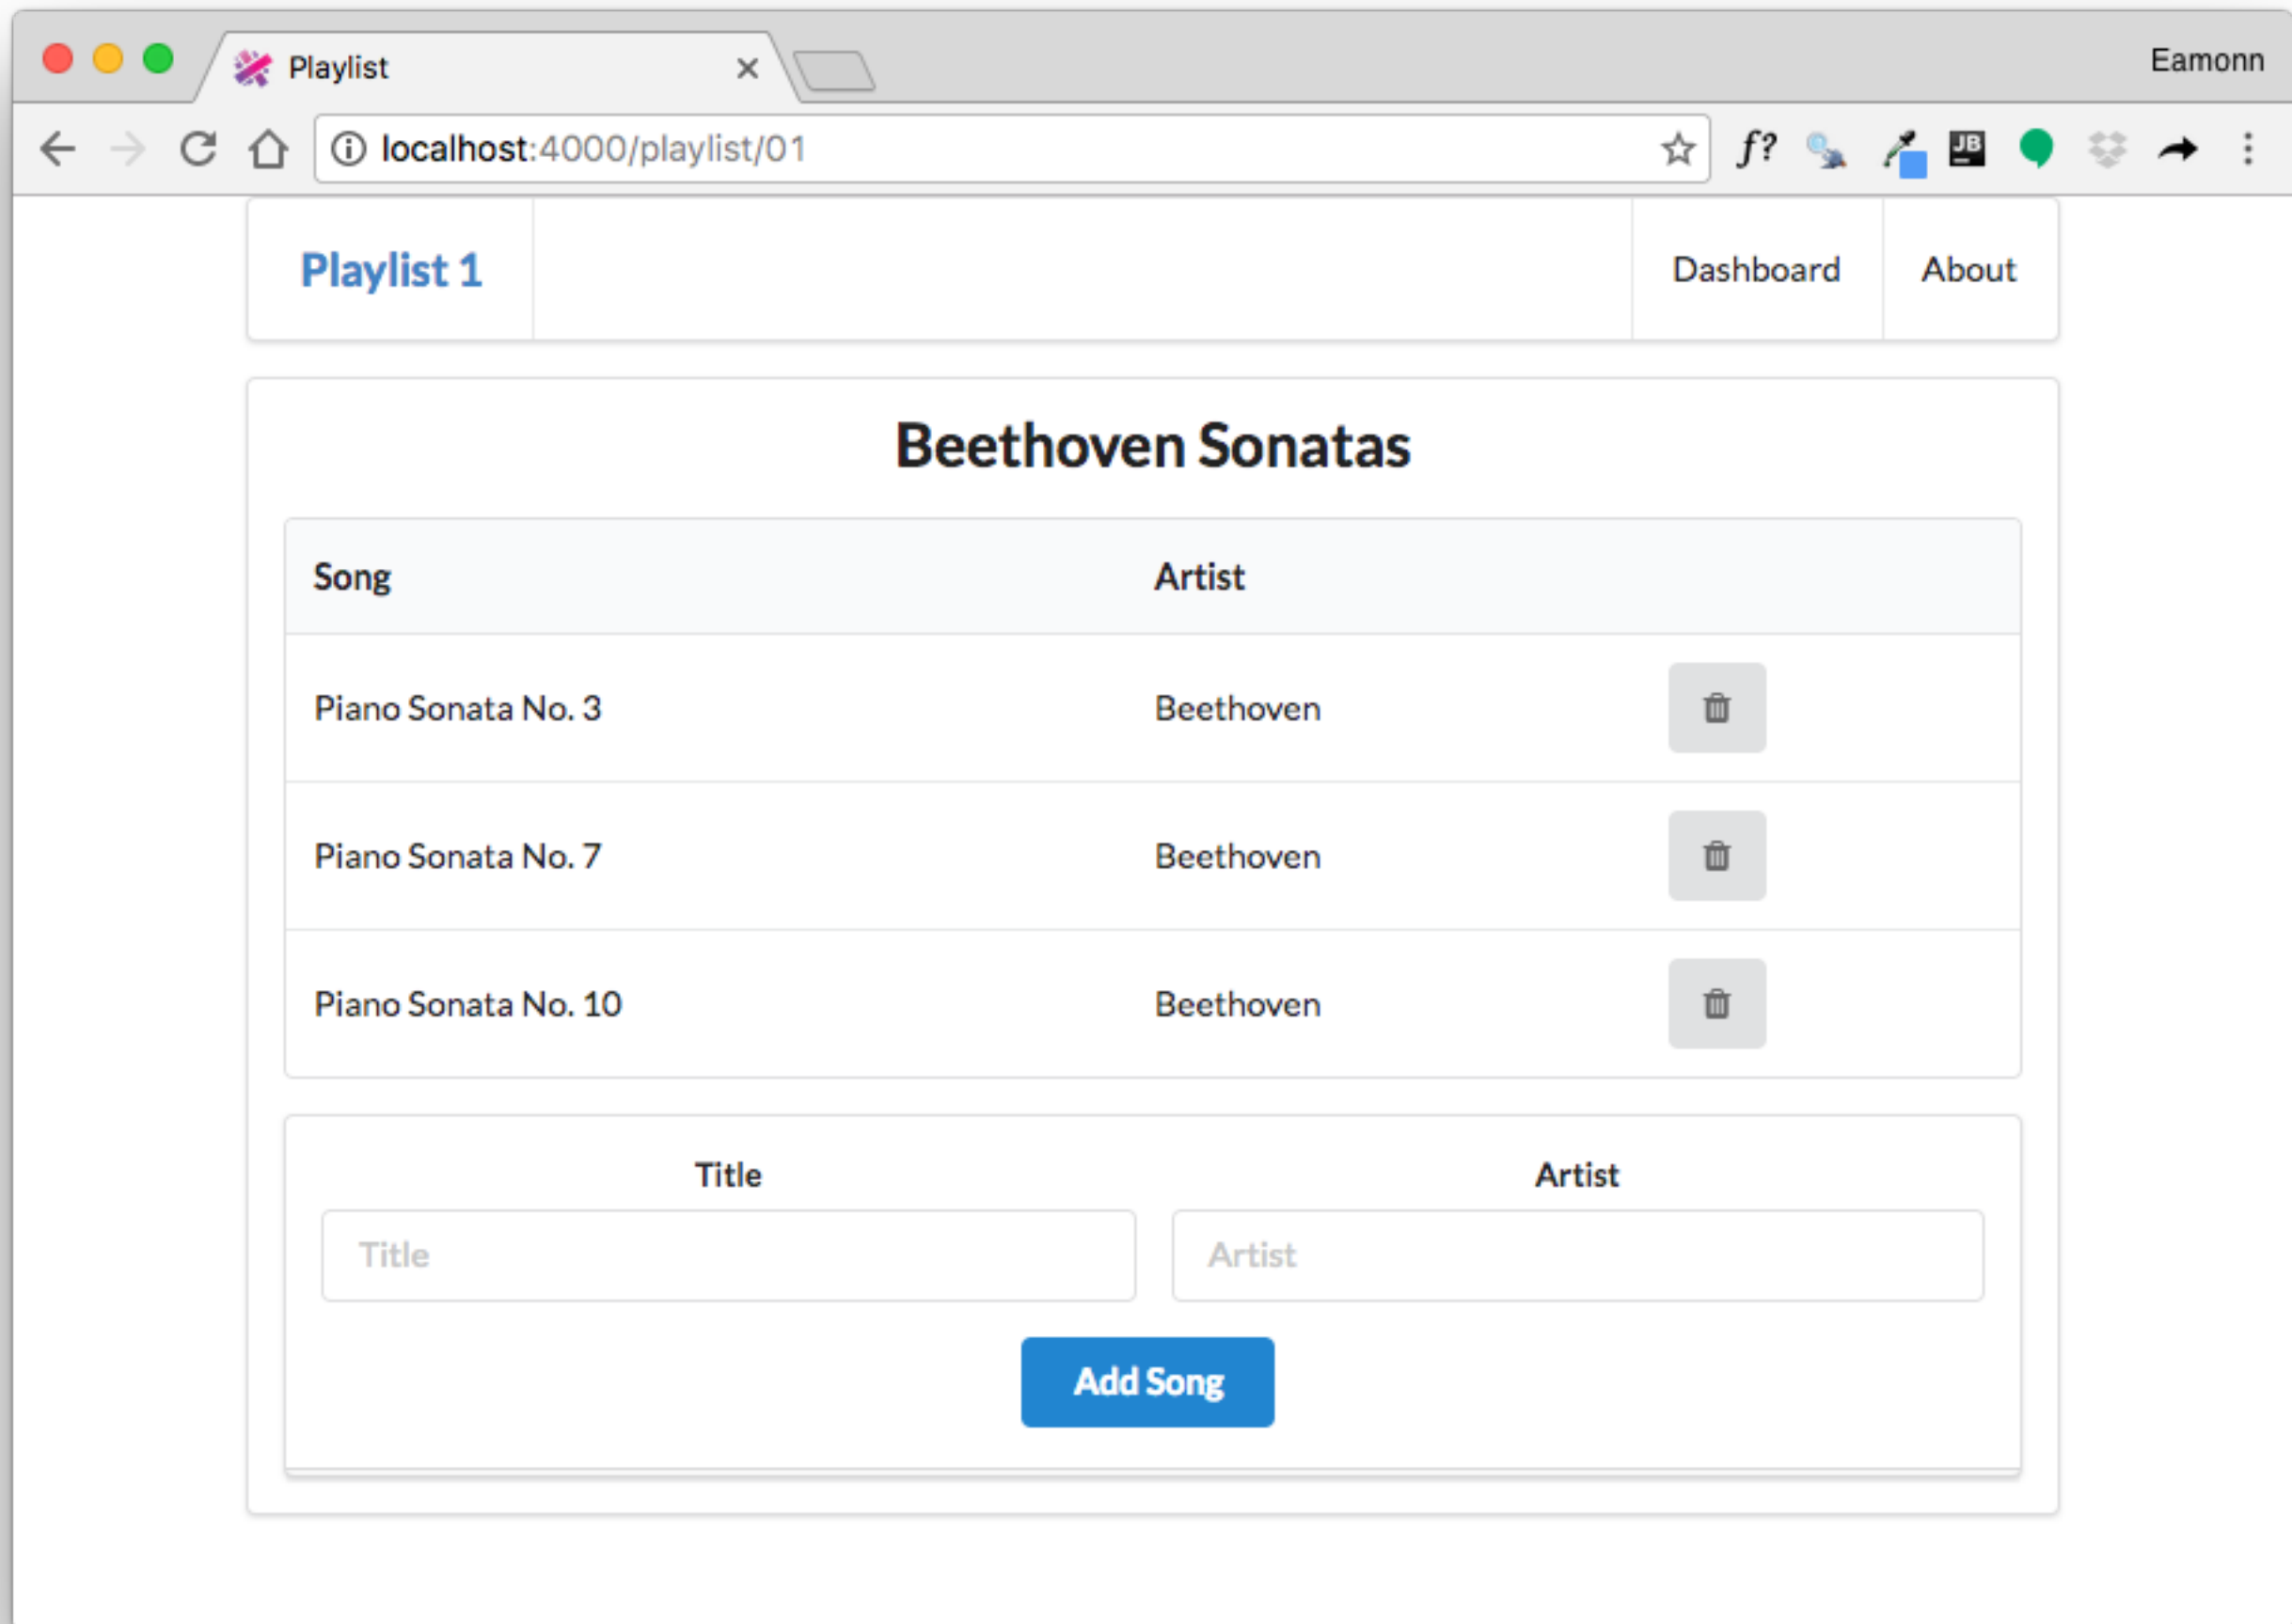 Playlist
Eamonn
localhost:4000/playlist/01
f?
JB
Playlist 1
Dashboard
About
Beethoven Sonatas
Song Artist
Piano Sonata No. 3 Beethoven
Piano Sonata No. 7 Beethoven
Piano Sonata No. 10 Beethoven
Title Artist
Title Artist
Add Song